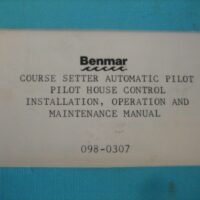 Benmar
COURSE SETTER AUTOMATIC PILOT
PILOT HOUSE CONTROL
INSTALLATION, OPERATION AND
MAINTENANCE MANUAL
098-0307